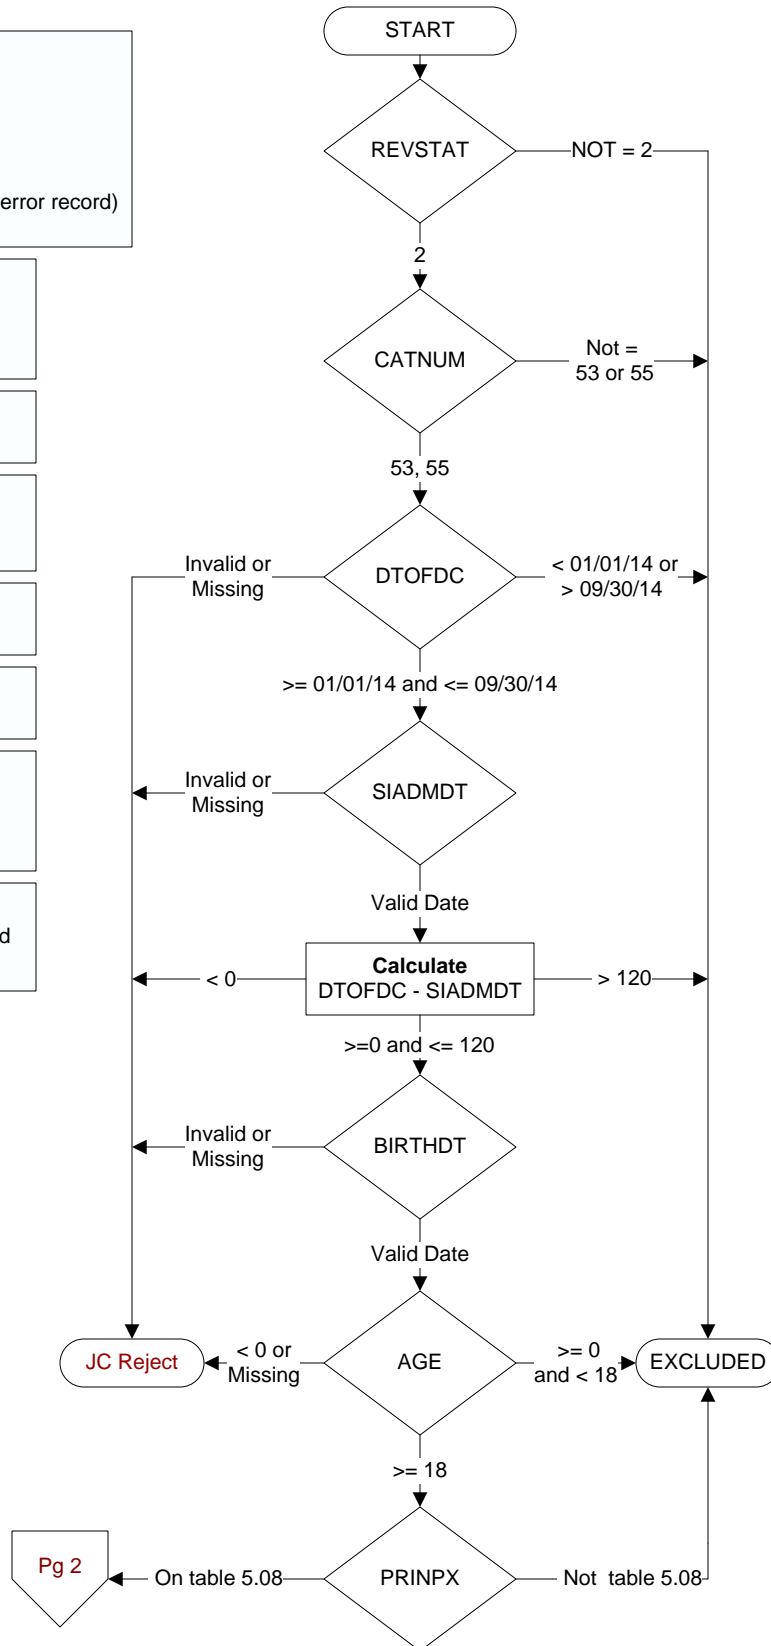 START
error record)
REVSTAT
NOT = 2
2
CATNUM
Not =
53 or 55
53, 55
Invalid or
Missing
DTOFDC
< 01/01/14 or
> 09/30/14
>= 01/01/14 and <= 09/30/14
Invalid or
Missing
SIADMDT
Valid Date
d
< 0
Calculate
DTOFDC - SIADMDT
> 120
>=0 and <= 120
Invalid or
Missing
BIRTHDT
Valid Date
JC Reject
< 0 or
Missing
AGE
>= 0
and < 18
EXCLUDED
>= 18
Pg 2
On table 5.08
PRINPX
Not table 5.08